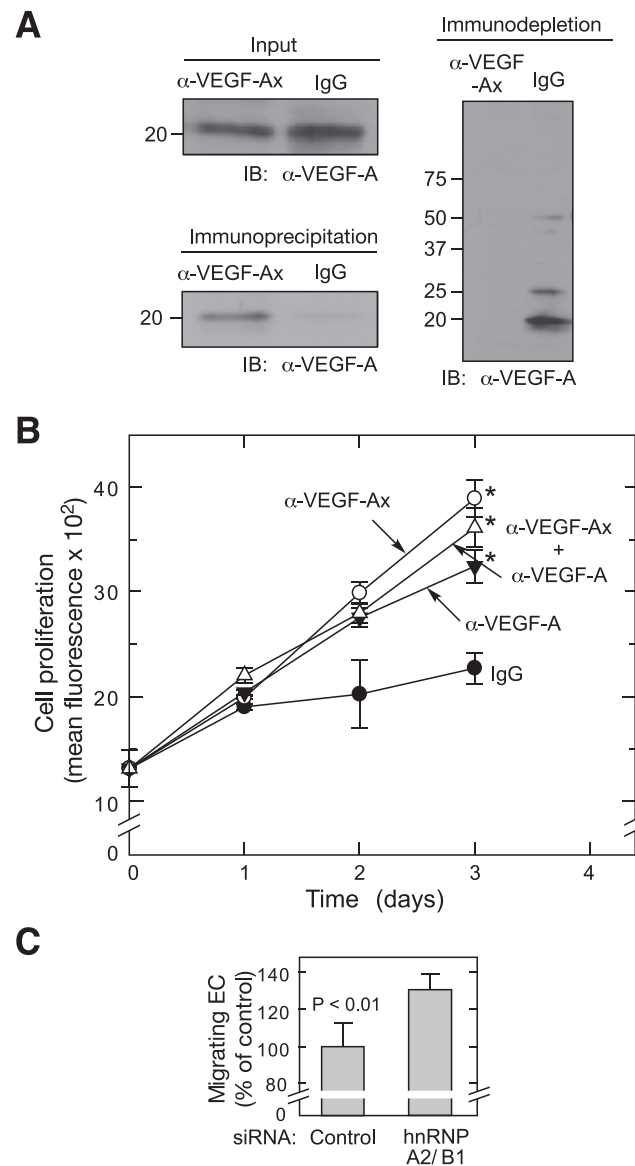 A
Input
α-VEGF-Ax IgG
20
IB: α-VEGF-A
Immunoprecipitation
α-VEGF-Ax IgG
20
IB: α-VEGF-A
Immunodepletion
α-VEGF
-Ax IgG
75
50
37
25
20
IB: α-VEGF-A
B
Cell proliferation
(mean fluorescence x 10²)
40
30
20
10
0
α-VEGF-Ax
*
*
*
α-VEGF-Ax
+
α-VEGF-A
α-VEGF-A
IgG
0 1 2 3 4
Time (days)
C
Migrating EC
(% of control)
140
120
100
80
0
P < 0.01
siRNA: Control hnRNP
A2/ B1